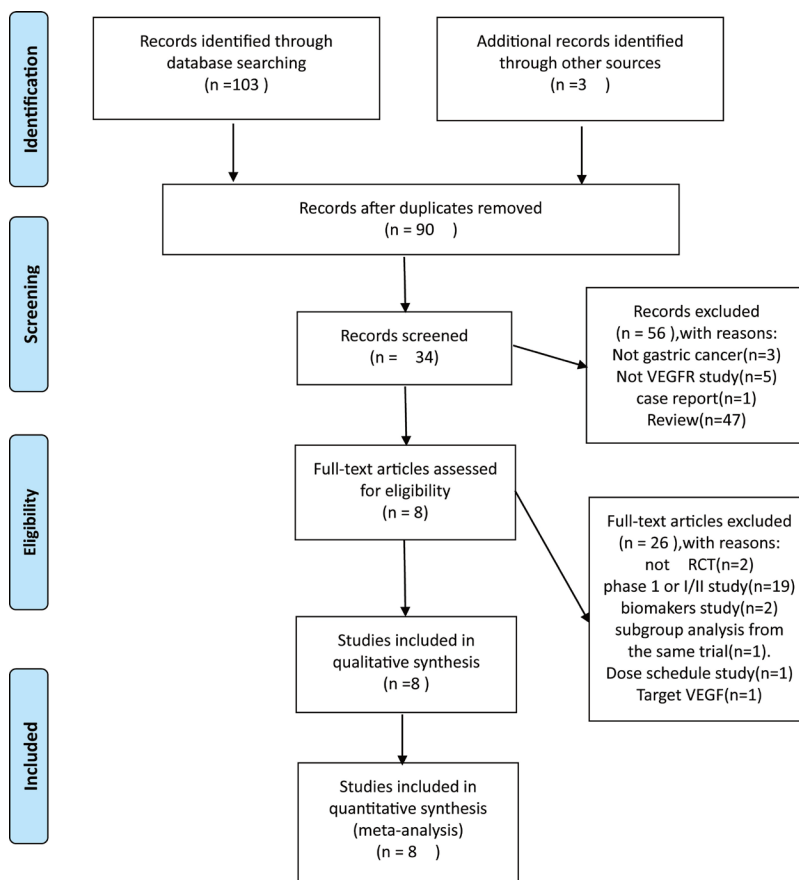 Identification
Records identified through
database searching
(n =103 )
Additional records identified
through other sources
(n =3 )
Records after duplicates removed
(n = 90 )
Screening
Records screened
(n = 34)
Records excluded
(n = 56 ),with reasons:
Not gastric cancer(n=3)
Not VEGFR study(n=5)
case report(n=1)
Review(n=47)
Eligibility
Full-text articles assessed
for eligibility
(n = 8)
Full-text articles excluded
(n = 26 ),with reasons:
not RCT(n=2)
phase 1 or I/II study(n=19)
biomakers study(n=2)
subgroup analysis from
the same trial(n=1).
Dose schedule study(n=1)
Target VEGF(n=1)
Studies included in
qualitative synthesis
(n =8 )
Included
Studies included in
quantitative synthesis
(meta-analysis)
(n = 8 )